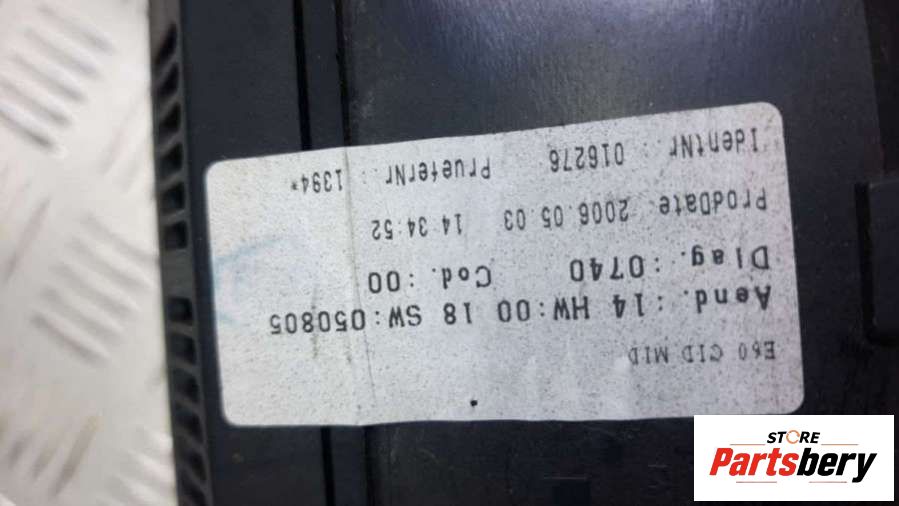 E60 CID MID
Aend. :14 HW:00 18 SW:050805
Diag. :0740 Cod. :00
ProdDate 2006.05.03 14:34:52
IdentNr : 016276 PrueferNr : 1394*
STORE
Partsbery